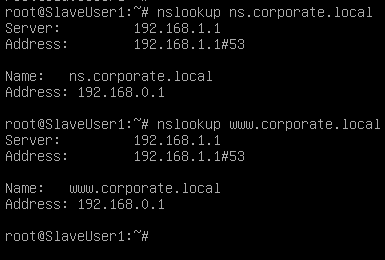 root@SlaveUser1:~# nslookup ns.corporate.local
Server:         192.168.1.1
Address:        192.168.1.1#53
Name:   ns.corporate.local
Address: 192.168.0.1
root@SlaveUser1:~# nslookup www.corporate.local
Server:         192.168.1.1
Address:        192.168.1.1#53
Name:   www.corporate.local
Address: 192.168.0.1
root@SlaveUser1:~#